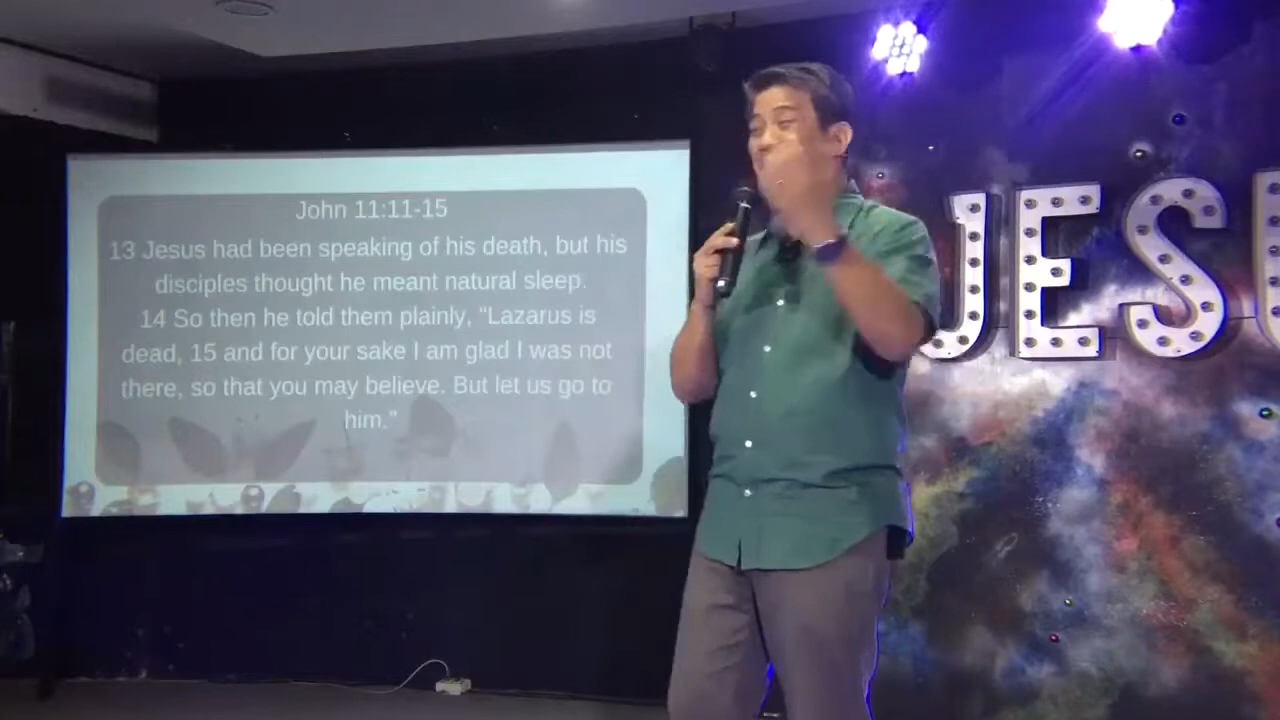 John 11:11-15
13 Jesus had been speaking of his death, but his
disciples thought he meant natural sleep.
14 So then he told them plainly, “Lazarus is
dead, 15 and for your sake I am glad I was not
there, so that you may believe. But let us go to
him.”
JESU